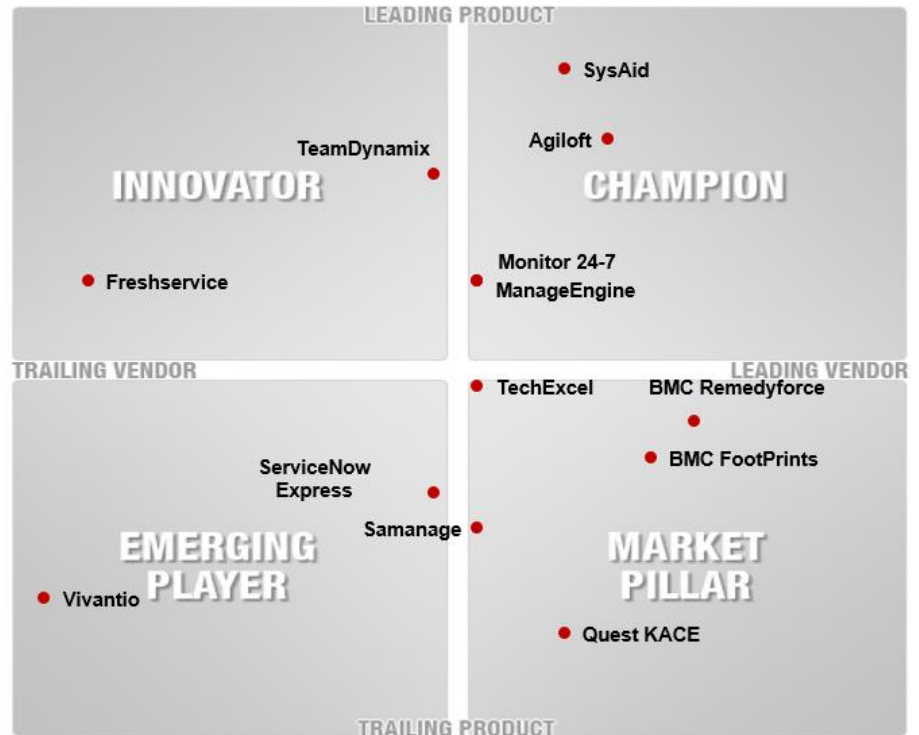 LEADING PRODUCT
SysAid
Agiloft
TeamDynamix
INNOVATOR
CHAMPION
Monitor 24-7
ManageEngine
Freshservice
TRAILING VENDOR
LEADING VENDOR
TechExcel
BMC Remedyforce
BMC FootPrints
ServiceNow
Express
Samanage
EMERGING
PLAYER
MARKET
PILLAR
Vivantio
Quest KACE
TRAILING PRODUCT